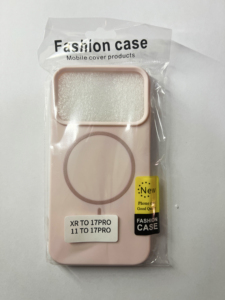 Fashion case
Mobile cover products
New
FASHION
CASE
XR TO 17PRO
11 TO 17PRO